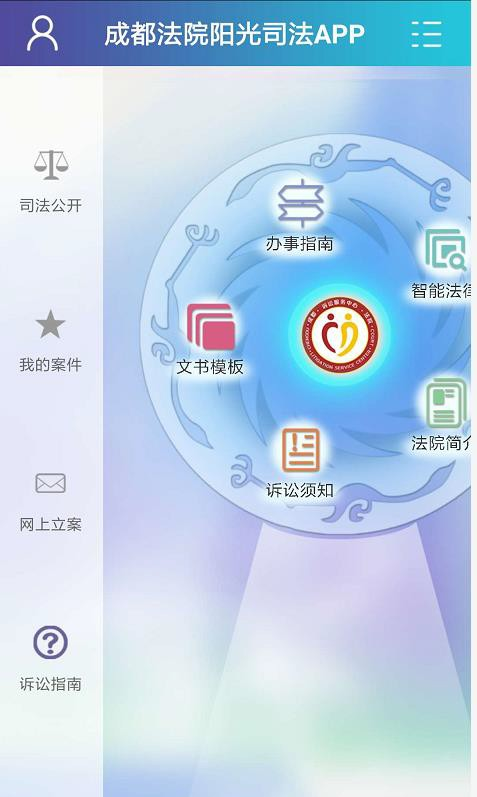 成都法院阳光司法APP
司法公开
办事指南
智能法律
我的案件
文书模板
法院简介
诉讼须知
网上立案
诉讼指南